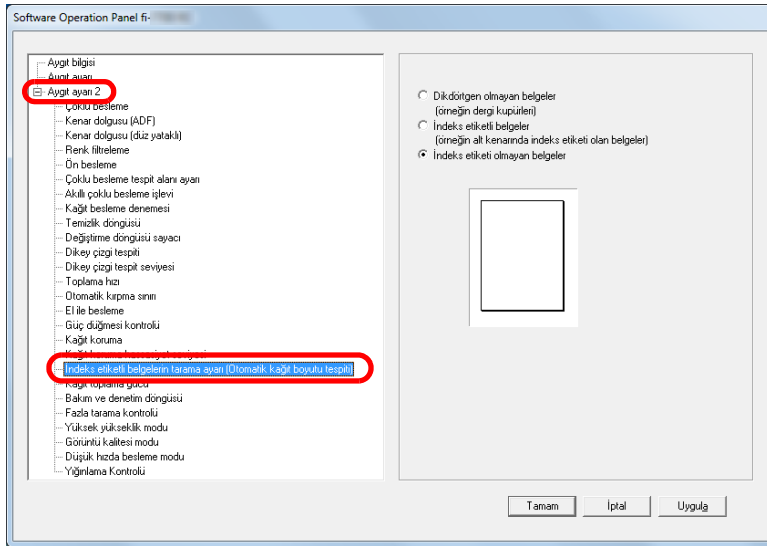 Software Operation Panel fi-
Aygıt bilgisi
Aygıt ayarı
Aygıt ayarı 2
Çoklu besleme
Kenar dolgusu (ADF)
Kenar dolgusu (düz yataklı)
Renk filtreleme
Ön besleme
Çoklu besleme tespit alanı ayarı
Akıllı çoklu besleme işlevi
Kağıt besleme denemesi
Temizlik döngüsü
Değiştirme döngüsü sayacı
Dikey çizgi tespiti
Dikey çizgi tespit seviyesi
Toplama hızı
Otomatik kırpma sınırı
El ile besleme
Güç düğmesi kontrolü
Kağıt koruma
Kağıt koruma hassasiyet seviyesi
İndeks etiketli belgelerin tarama ayarı (Otomatik kağıt boyutu tespiti)
Kağıt toplama gücü
Bakım ve denetim döngüsü
Fazla tarama kontrolü
Yüksek yükseklik modu
Görüntü kalitesi modu
Düşük hızda besleme modu
Yığınlama Kontrolü
Dikdörtgen olmayan belgeler
(örneğin dergi kupürleri)
İndeks etiketli belgeler
(örneğin alt kenarında indeks etiketi olan belgeler)
İndeks etiketi olmayan belgeler
Tamam
İptal
Uygula